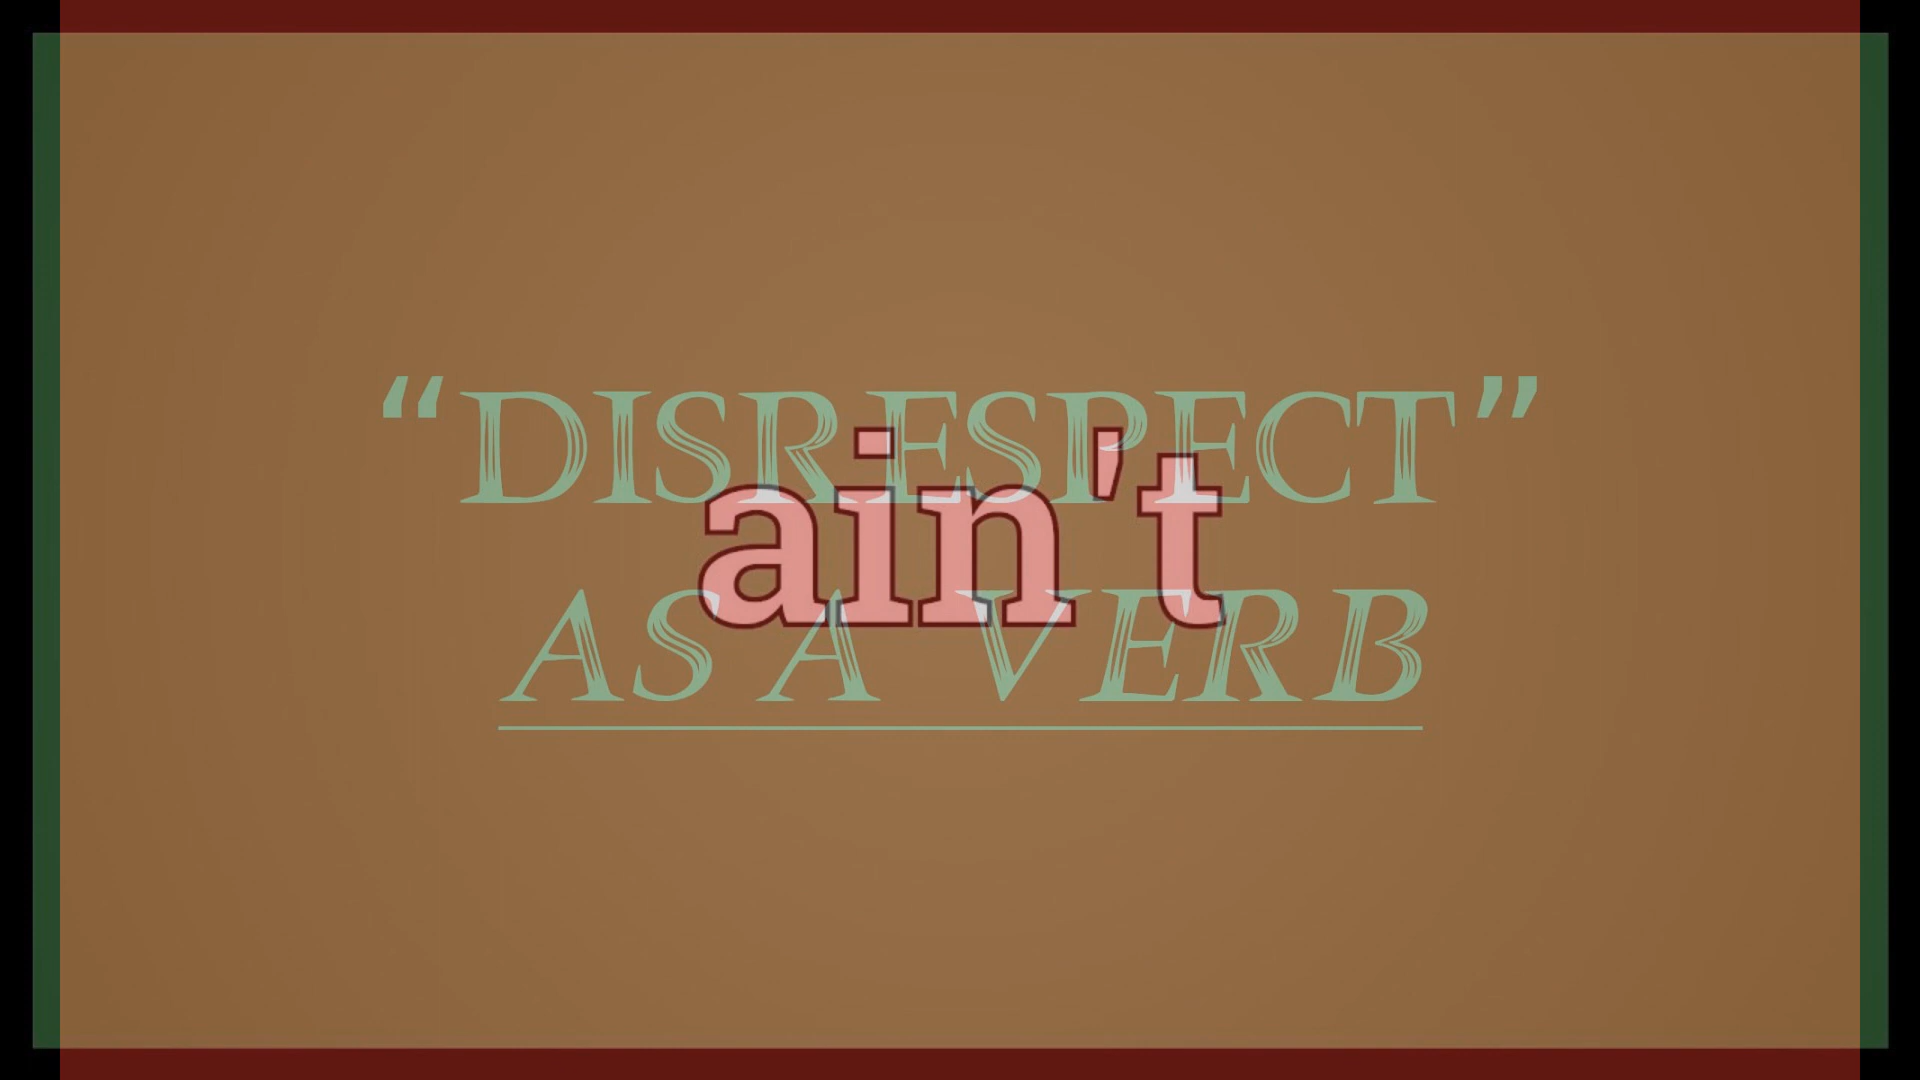 “DISRESPECT”
ain't
AS A VERB